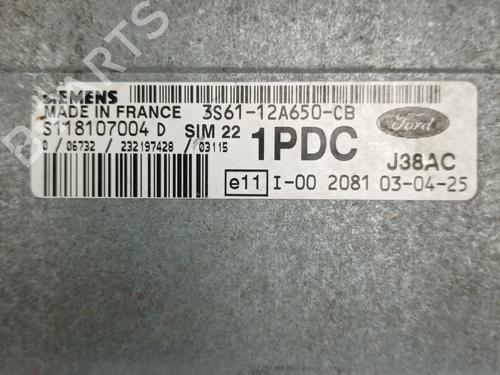 SIEMENS
MADE IN FRANCE 3S61-12A650-CB
S118107004 D SIM 22 1PDC Ford
0 / 06732 / 232197428 / 03115 J38AC
e11 I-00 2081 03-04-25